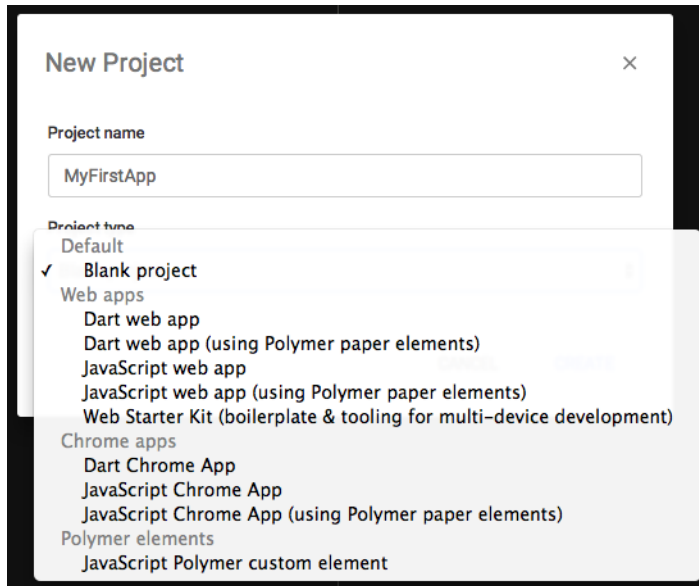 New Project
×
Project name
MyFirstApp
Project type
Default
✓ Blank project
Web apps
Dart web app
Dart web app (using Polymer paper elements)
JavaScript web app
JavaScript web app (using Polymer paper elements)
Web Starter Kit (boilerplate & tooling for multi-device development)
Chrome apps
Dart Chrome App
JavaScript Chrome App
JavaScript Chrome App (using Polymer paper elements)
Polymer elements
JavaScript Polymer custom element